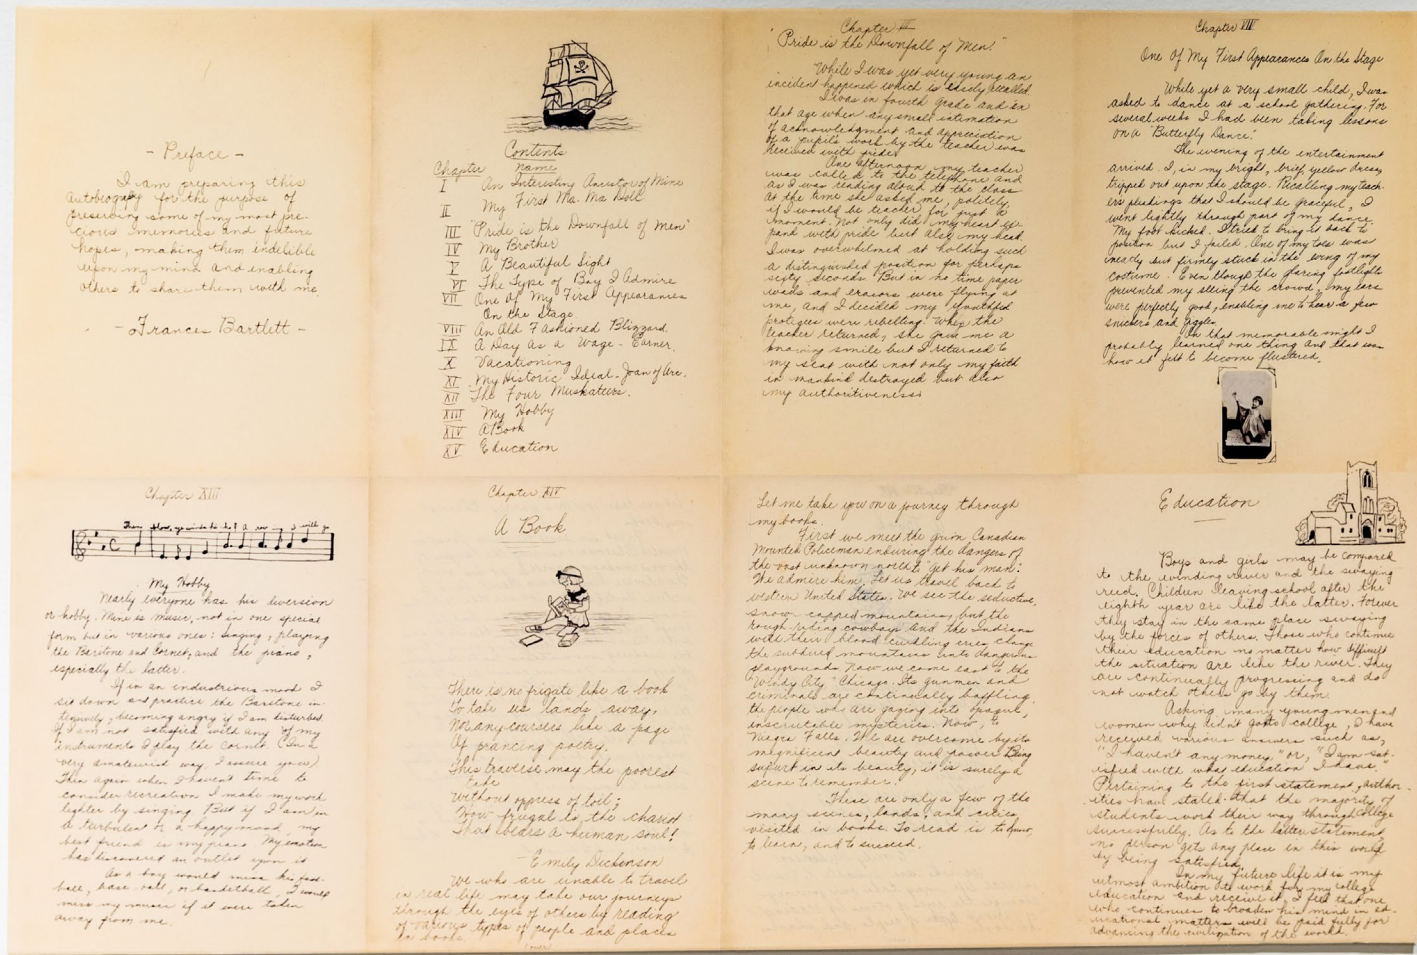 - Preface -
I am preparing this
autobiography for the purpose of
preserving some of my most pre-
cious memories and future
hopes, making them indelible
upon my mind and enabling
others to share them with me.
- Frances Bartlett -
Contents
Chapter Name
I An Interesting Ancestor of Mine
II My First Ma-Ma Doll
III "Pride is the Downfall of Men"
IV My Brother
V A Beautiful Sight
VI The Type of Boy I Admire
VII One Of My First Appearances
On the Stage.
VIII An Old Fashioned Blizzard.
IX A Day As a Wage-Earner.
X Vacationing
XI My Historic Ideal-Joan of Arc.
XII The Four Muskateers.
XIII My Hobby
XIV A Book
XV Education
Chapter III
"Pride is the Downfall of Men!"
While I was yet very young an
incident happened which is easily recalled.
I was in fourth grade and in
that age when any small intimation
of acknowledgment and appreciation
of a pupil's work by the teacher was
received with pride.
One afternoon my teacher
was called to the telephone and
as I was reading aloud to the class
at the time she asked me, politely,
if I would be teacher for just a
moment. Not only did my heart ex-
pand with pride but also my head.
I was overwhelmed at holding such
a distinguished position for perhaps
sixty seconds. But in no time paper
wads and erasers were flying at
me, and I decided my youthful
protegees were rebelling. When the
teacher returned, she gave me a
knowing smile but I returned to
my seat with not only my faith
in mankind destroyed but also
my authoritiveness.
Chapter VII
One Of My First Appearances On the Stage
While yet a very small child, I was
asked to dance at a school gathering. For
several weeks I had been taking lessons
on a "Butterfly Dance."
The evening of the entertainment
arrived. I, in my bright, brief, yellow dress,
tripped out upon the stage. Recalling my teach-
ers pleadings that I should be graceful, I
went lightly through part of my dance.
My foot kicked. I tried to bring it back to
position but I failed. One of my toes was
nearly but firmly stuck in the wing of my
costume. Even though the glaring footlights
prevented my seeing the crowd, my ears
were perfectly good, enabling me to hear a few
snickers and giggles.
On that memorable night I
probably learned one thing and that was
how it felt to become flustered.
Chapter XIII
My Hobby
Nearly everyone has his diversion
or hobby. Mine is music, not in one special
form but in various ones: singing, playing
the Baritone and Cornet, and the piano,
especially the latter.
If in an industrious mood I
sit down and practice the Baritone in-
tensively, becoming angry if I am disturbed.
If I am not satisfied with any of my
instruments I play the cornet. (In a
very amateurish way, I assure you)
Then again when I haven't time to
consider recreation I make my work
lighter by singing. But if I am in
a turbulent or a happy mood, my
best friend is my piano. My emotion
has discovered an outlet upon it.
As a boy would miss his foot-
ball, base-ball, or basketball, I would
miss my music if it were taken
away from me.
Chapter XIV
A Book
There is no frigate like a book
To take us lands away,
Nor any courses like a page
Of prancing poetry.
This traverse may the poorest
take
Without oppress of toil;
How frugal is the chariot
That bears a human soul!
-Emily Dickinson
We who are unable to travel
in real life may take our journeys
through the eyes of others by reading
of various types of people and places
in books.
(over)
Let me take you on a journey through
my books.
First we meet the grim Canadian
Mounted Policeman enduring the dangers of
the vast unknown north to "get his man."
We admire him. Let us travel back to
western United States. We see the seductive,
snow capped mountains, but the
rough riding cowboys and the Indians
with their blood curdling cries change
the subdued mountains into dangerous
playgrounds. Now we come east to the
"Windy City" Chicago. Its gunmen and
criminals are continually baffling
the people who are gazing into opaque,
inscrutable mysteries. Now, to
Niagra Falls. We are overcome by its
magnificent beauty and power. Being
in its beauty, it is surely a
scene to remember.
These are only a few of the
many scenes, lands, and cities
visited in books. To read is to know,
to learn, and to succeed.
Education
Boys and girls may be compared
to the winding river and the swaying
reed. Children leaving school after the
eighth year are like the latter. Forever
they stay in the same place swaying
by the forces of others. Those who continue
their education no matter how difficult
the situation are like the river. They
are continually progressing and do
not watch others go by them.
Asking many young men and
women why didn't go to college, I have
received various answers such as,
"I haven't any money" or, "I am sat-
isfied with what education I have."
Pertaining to the first statement, author-
ities have stated that the majority of
students work their way through college
successfully. As to the latter statement,
no person get any place in this world
by being satisfied.
In my future life it is my
utmost ambition to work for my college
education and receive it. I feel that one
who continues to broaden his mind in ed-
ucational matters will be paid fully for
advancing the civilization of the world.